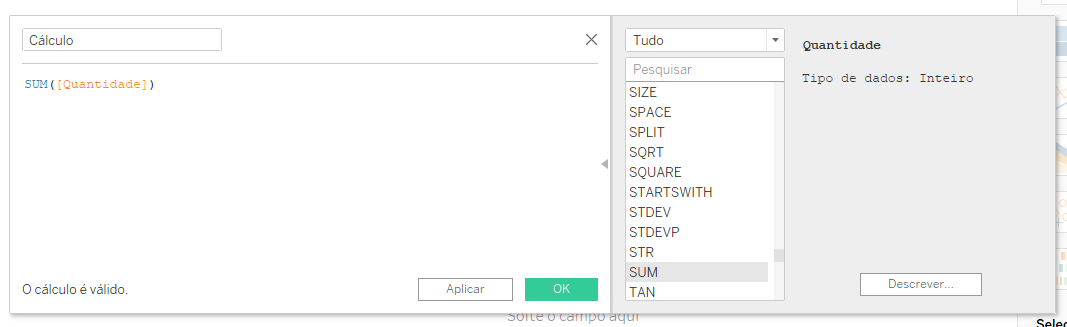 Cálculo
SUM([Quantidade])
O cálculo é válido.
Aplicar
OK
Tudo
Pesquisar
SIZE
SPACE
SPLIT
SQRT
SQUARE
STARTSWITH
STDEV
STDEVP
STR
SUM
TAN
Quantidade
Tipo de dados: Inteiro
Descrever...
Solte o campo aqui
Selec